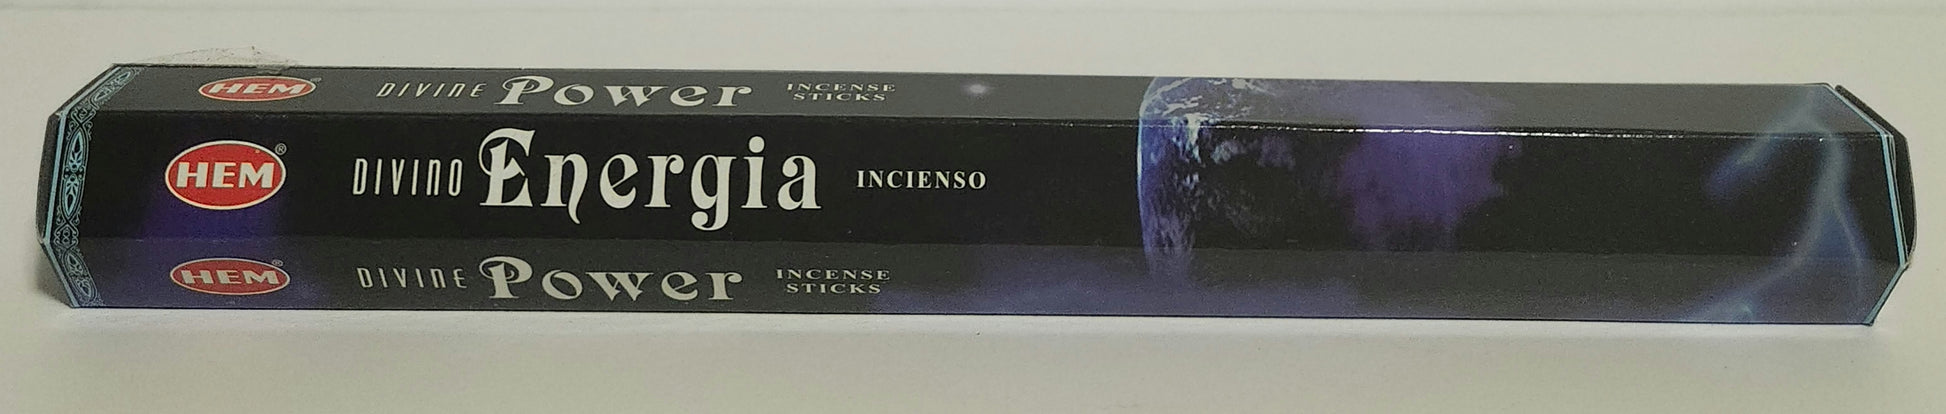 HEM® DIVINE Power INCENSE STICKS
HEM® DIVINO Energia INCIENSO
HEM® DIVINE Power INCENSE STICKS